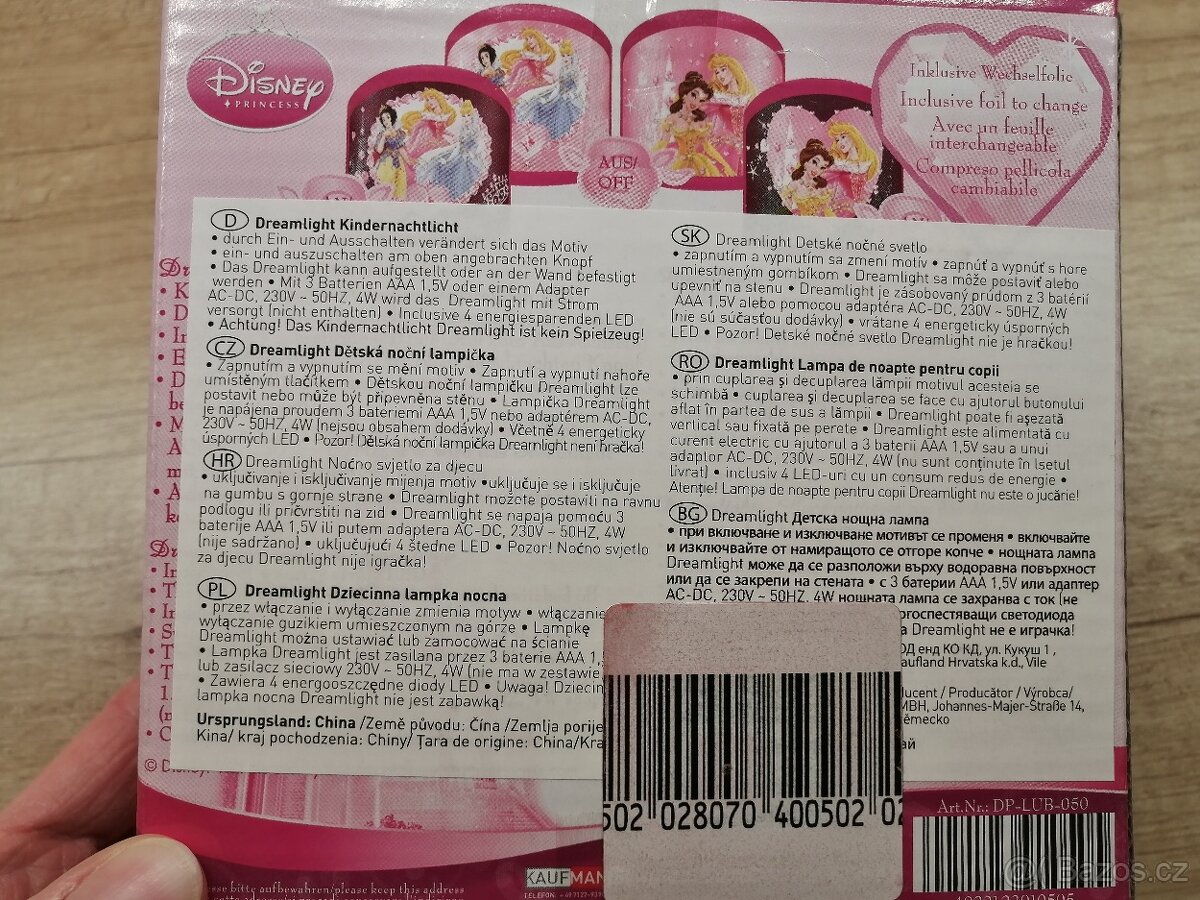 Disney
PRINCESS
AUS/
OFF
Inklusive Wechselfolie
Inclusive foil to change
Avec un feuille
interchangeable
Compreso pellicola
cambiabile
D Dreamlight Kindernachtlicht
• durch Ein- und Ausschalten verändert sich das Motiv
• ein- und auszuschalten am oben angebrachten Knopf
• Das Dreamlight kann aufgestellt oder an der Wand befestigt
werden • Mit 3 Batterien AAA 1,5V oder einem Adapter
AC-DC, 230V ~ 50HZ, 4W wird das Dreamlight mit Strom
versorgt (nicht enthalten) • Inclusive 4 energiesparenden LED
• Achtung! Das Kindernachtlicht Dreamlight ist kein Spielzeug!
CZ Dreamlight Dětská noční lampička
• Zapnutím a vypnutím se mění motiv • Zapnutí a vypnutí nahoře
umístěným tlačítkem • Dětskou noční lampičku Dreamlight lze
postavit nebo může být připevněna stěnu • Lampička Dreamlight
je napájena proudem 3 bateriemi AAA 1,5V nebo adaptérem AC-DC,
230V ~ 50HZ, 4W (nejsou obsahem dodávky) • Včetně 4 energeticky
úsporných LED • Pozor! Dětská noční lampička Dreamlight není hračka!
HR Dreamlight Noćno svjetlo za djecu
• uključivanje i isključivanje mijenja motiv • uključuje se i isključuje
na gumbu s gornje strane • Dreamlight možete postaviti na ravnu
podlogu ili pričvrstiti na zid • Dreamlight se napaja pomoću 3
baterije AAA 1,5V ili putem adaptera AC-DC, 230V ~ 50HZ, 4W
(nije sadržano) • uključujući 4 štedne LED • Pozor! Noćno svjetlo
za djecu Dreamlight nije igračka!
PL Dreamlight Dziecinna lampka nocna
• przez włączanie i wyłączanie zmienia motyw • włączanie
wyłączanie guzikiem umieszczonym na górze • Lampkę
Dreamlight można ustawiać lub zamocować na ścianie
• Lampka Dreamlight jest zasilana przez 3 baterie AAA 1,
lub zasilacz sieciowy 230V ~ 50HZ, 4W (nie ma w zestawie
• Zawiera 4 energooszczędne diody LED • Uwaga! Dziecin
lampka nocna Dreamlight nie jest zabawką!
Ursprungsland: China /Země původu: Čína /Zemlja porije
Kina/ kraj pochodzenia: Chiny/ Țara de origine: China/Кра
SK Dreamlight Detské nočné svetlo
• zapnutím a vypnutím sa zmení motív • zapnúť a vypnúť s hore
umiestneným gombíkom • Dreamlight sa môže postaviť alebo
upevniť na stenu • Dreamlight je zásobovaný prúdom z 3 batérií
AAA 1,5V alebo pomocou adaptéra AC-DC, 230V ~ 50HZ, 4W
(nie sú súčasťou dodávky) • vrátane 4 energeticky úsporných
LED • Pozor! Detské nočné svetlo Dreamlight nie je hračkou!
RO Dreamlight Lampa de noapte pentru copii
• prin cuplarea şi decuplarea lămpii motivul acesteia se
schimbă • cuplarea şi decuplarea se face cu ajutorul butonului
aflat în partea de sus a lămpii • Dreamlight poate fi aşezată
vertical sau fixată pe perete • Dreamlight este alimentată cu
curent electric cu ajutorul a 3 baterii AAA 1,5V sau a unui
adaptor AC-DC, 230V ~ 50HZ, 4W (nu sunt conţinute în lsetul
livrat) • inclusiv 4 LED-uri cu un consum redus de energie •
Atenţie! Lampa de noapte pentru copii Dreamlight nu este o jucărie!
BG Dreamlight Детска нощна лампа
• при включване и изключване мотивът се променя • включвайте
и изключвайте от намиращото се отгоре копче • нощната лампа
Dreamlight може да се разположи върху водоравна повърхност
или да се закрепи на стената • с 3 батерии AAA 1,5V или адаптер
AC-DC, 230V ~ 50HZ, 4W нощната лампа се захранва с ток (не
огоспестяващи светодиода
а Dreamlight не е играчка!
ОД енд КО КД, ул. Кукуш 1 ,
aufland Hrvatska k.d., Vile
ducent / Producător / Výrobca/
MBH, Johannes-Majer-Straße 14,
емско
ай
502 028070 400502 02
Art.Nr.: DP-LUB-050
© Disney.
KAUFMAN
esse bitte aufbewahren/please keep this address
Bazos.cz